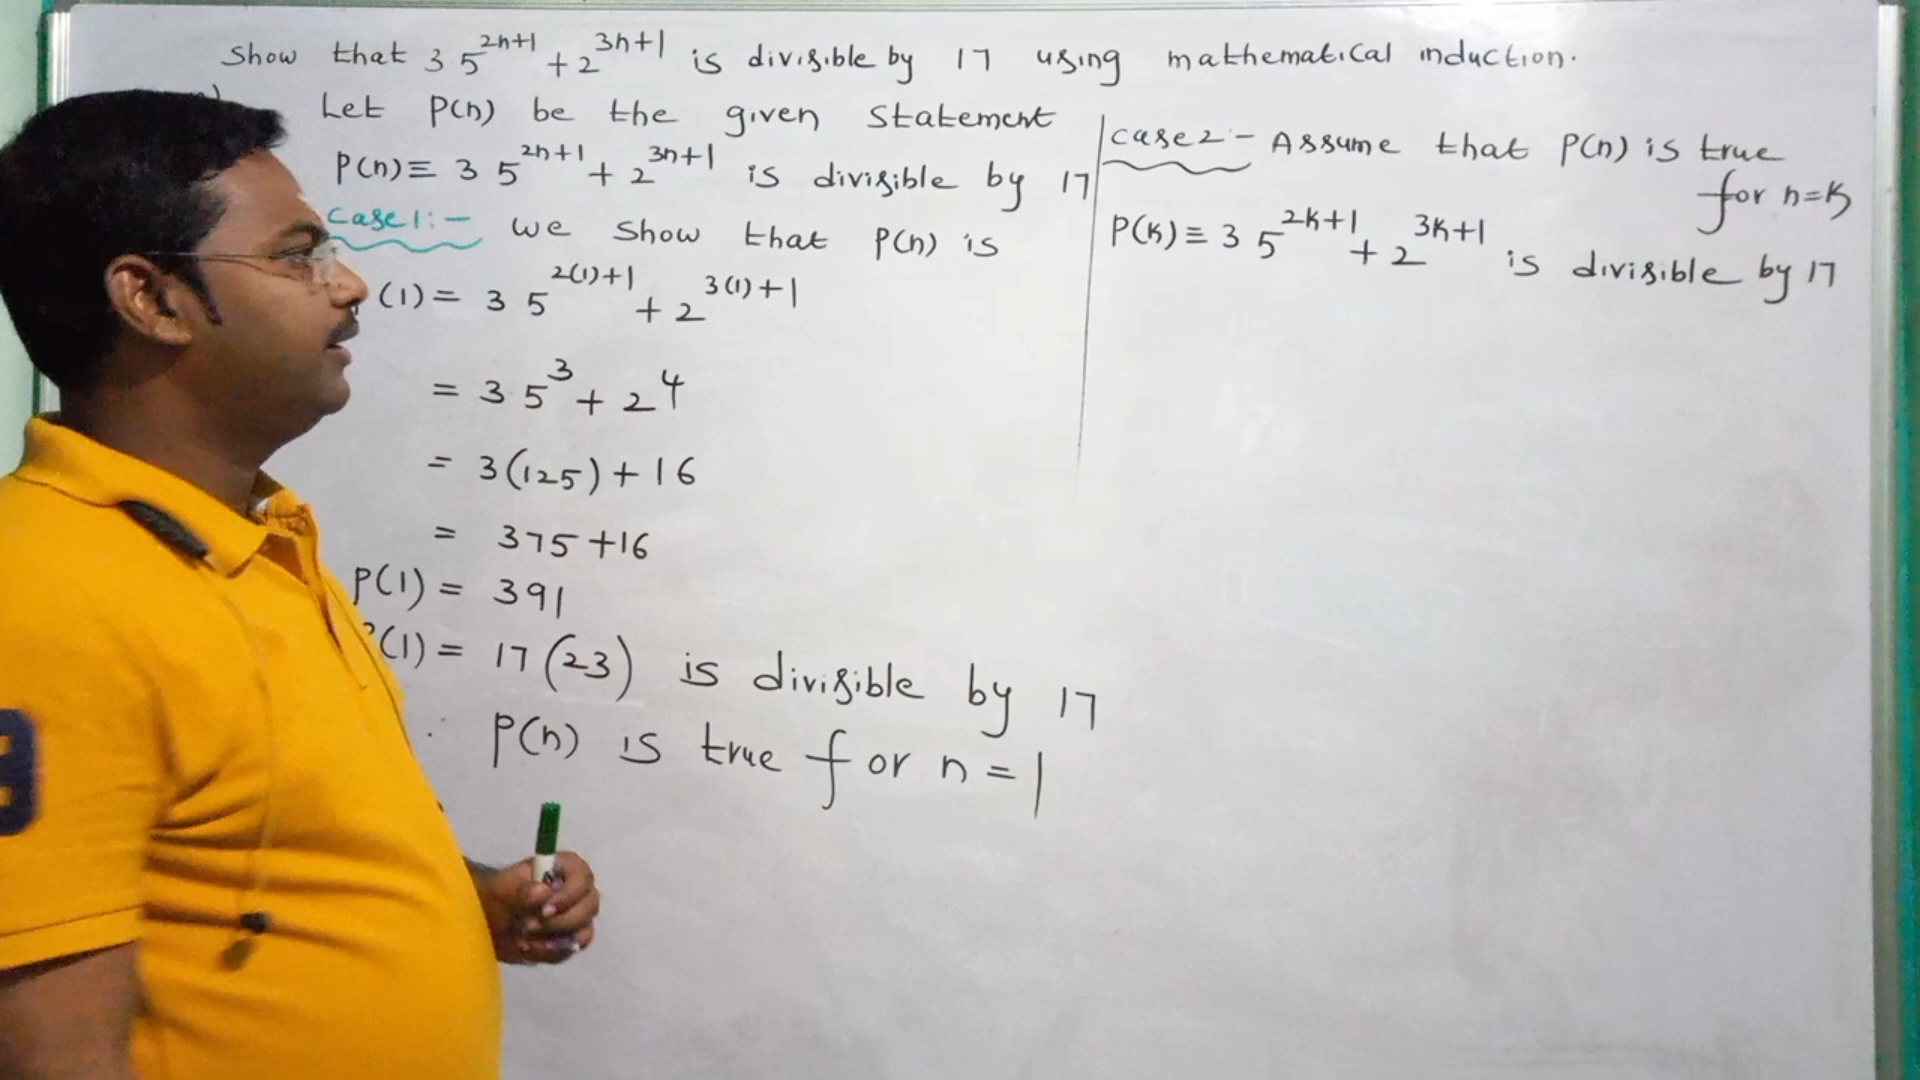 Show that 3 5^{2n+1} + 2^{3n+1} is divisible by 17 using mathematical induction.
Let P(n) be the given statement
P(n) ≡ 3 5^{2n+1} + 2^{3n+1} is divisible by 17
Case 1:- we show that P(n) is
(1) = 3 5^{2(1)+1} + 2^{3(1)+1}
= 3 5^3 + 2^4
= 3(125) + 16
= 375 + 16
P(1) = 391
P(1) = 17(23) is divisible by 17
P(n) is true for n = 1
Case 2 - Assume that P(n) is true
for n = k
P(k) ≡ 3 5^{2k+1} + 2^{3k+1} is divisible by 17